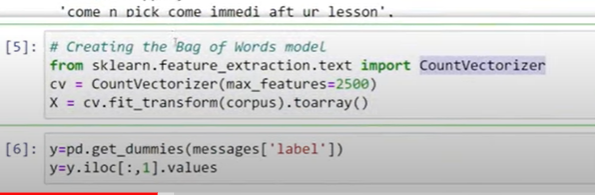 'come n pick come immedi aft ur lesson',
[5]: # Creating the Bag of Words model
from sklearn.feature_extraction.text import CountVectorizer
cv = CountVectorizer(max_features=2500)
X = cv.fit_transform(corpus).toarray()
[6]: y=pd.get_dummies(messages['label'])
y=y.iloc[:,1].values